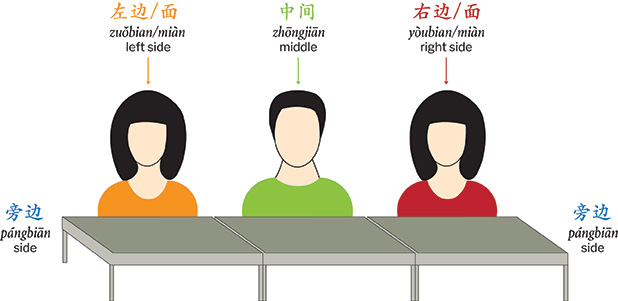 左边/面
zuǒbian/miàn
left side
中间
zhōngjiān
middle
右边/面
yòubian/miàn
right side
旁边
pángbiān
side
旁边
pángbiān
side